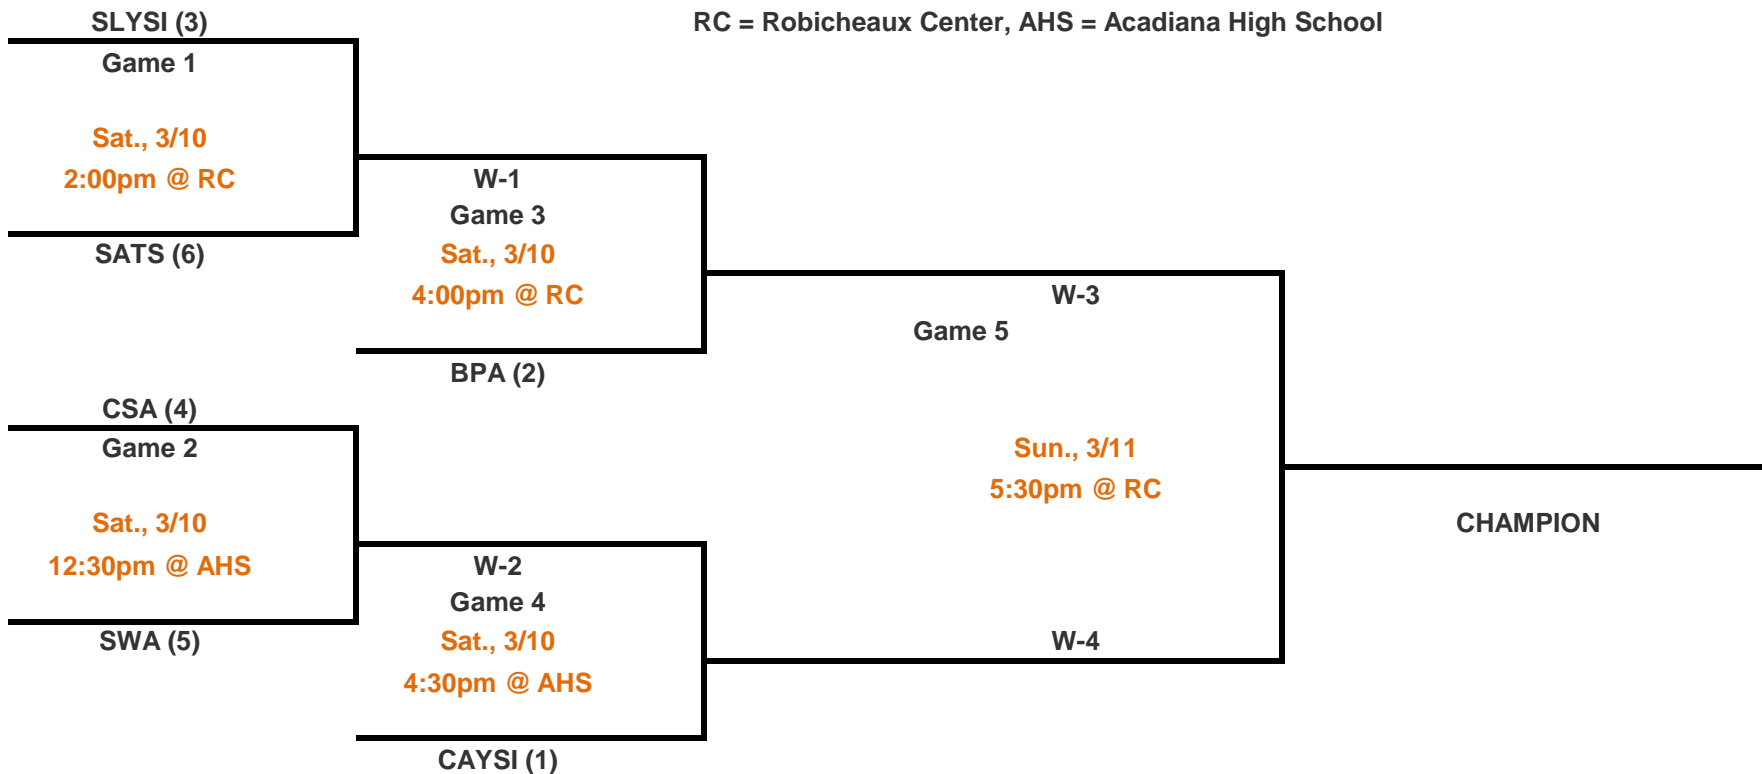 SLYSI (3)
RC = Robicheaux Center, AHS = Acadiana High School
Game 1
Sat., 3/10
2:00pm @ RC
SATS (6)
W-1
Game 3
Sat., 3/10
4:00pm @ RC
BPA (2)
CSA (4)
Game 2
Sat., 3/10
12:30pm @ AHS
SWA (5)
W-2
Game 4
Sat., 3/10
4:30pm @ AHS
CAYSI (1)
W-3
Game 5
Sun., 3/11
5:30pm @ RC
W-4
CHAMPION